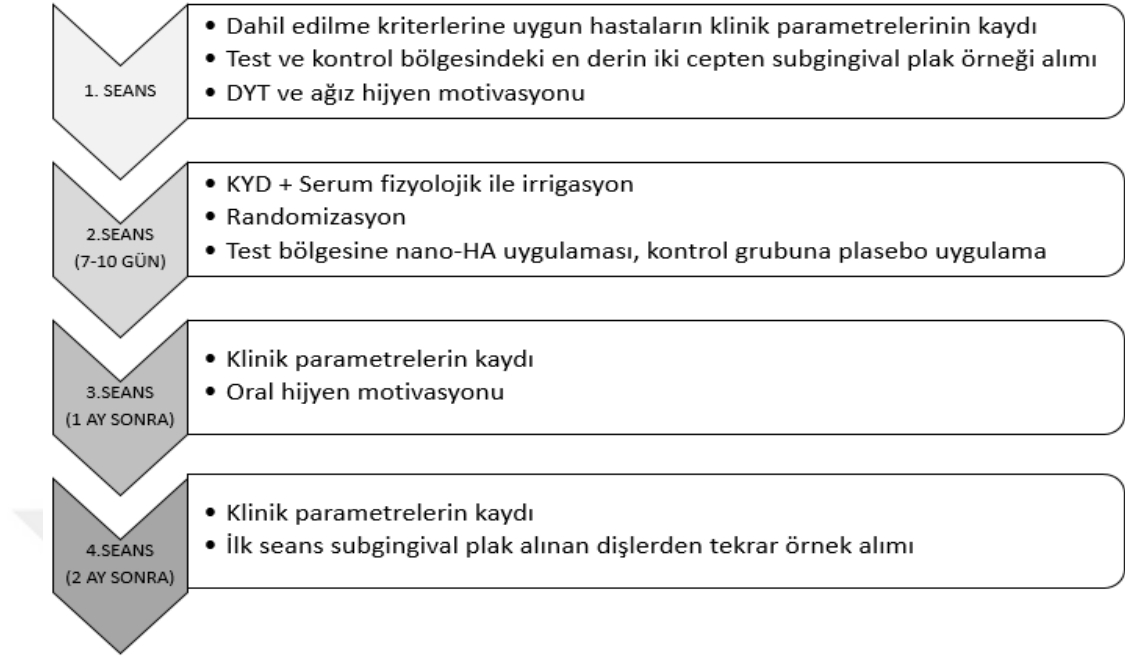 1. SEANS
• Dahil edilme kriterlerine uygun hastaların klinik parametrelerinin kaydı
• Test ve kontrol bölgesindeki en derin iki cepten subgingival plak örneği alımı
• DYT ve ağız hijyen motivasyonu
2.SEANS
(7-10 GÜN)
• KYD + Serum fizyolojik ile irrigasyon
• Randomizasyon
• Test bölgesine nano-HA uygulaması, kontrol grubuna plasebo uygulama
3.SEANS
(1 AY SONRA)
• Klinik parametrelerin kaydı
• Oral hijyen motivasyonu
4.SEANS
(2 AY SONRA)
• Klinik parametrelerin kaydı
• İlk seans subgingival plak alınan dişlerden tekrar örnek alımı